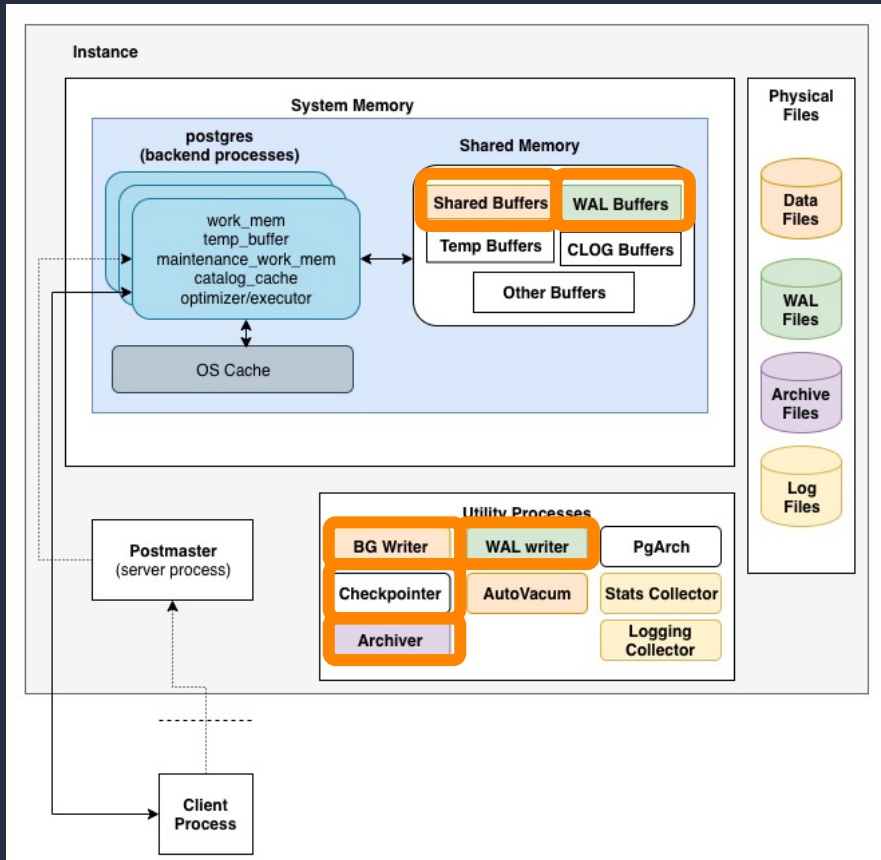 Instance
System Memory
postgres
(backend processes)
work_mem
temp_buffer
maintenance_work_mem
catalog_cache
optimizer/executor
OS Cache
Shared Memory
Shared Buffers
WAL Buffers
Temp Buffers
CLOG Buffers
Other Buffers
Physical
Files
Data
Files
WAL
Files
Archive
Files
Log
Files
Postmaster
(server process)
Utility Processes
BG Writer
WAL writer
PgArch
Checkpointer
AutoVacum
Stats Collector
Archiver
Logging
Collector
Client
Process